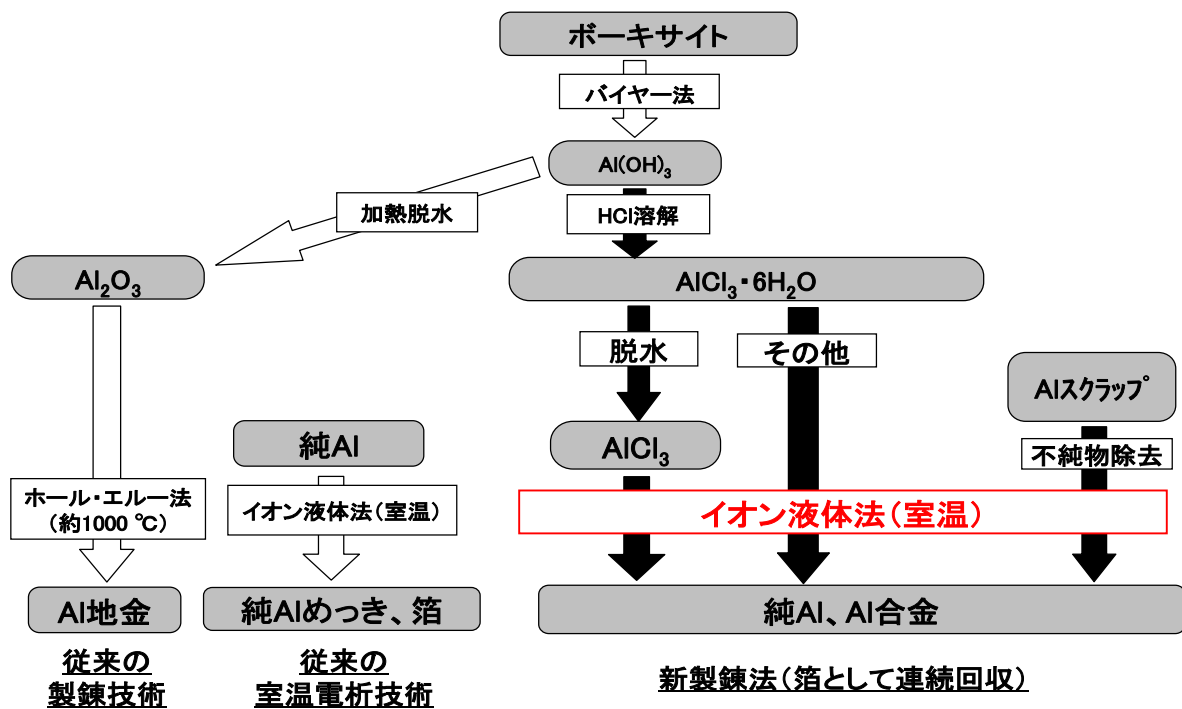 ボーキサイト
バイヤー法
Al(OH)₃
加熱脱水
HCl溶解
Al₂O₃
AlCl₃・6H₂O
脱水
その他
Alスクラップ
純Al
AlCl₃
不純物除去
ホール・エルー法
（約1000 ℃）
イオン液体法（室温）
イオン液体法（室温）
Al地金
純Alめっき、箔
純Al、Al合金
従来の
製錬技術
従来の
室温電析技術
新製錬法（箔として連続回収）